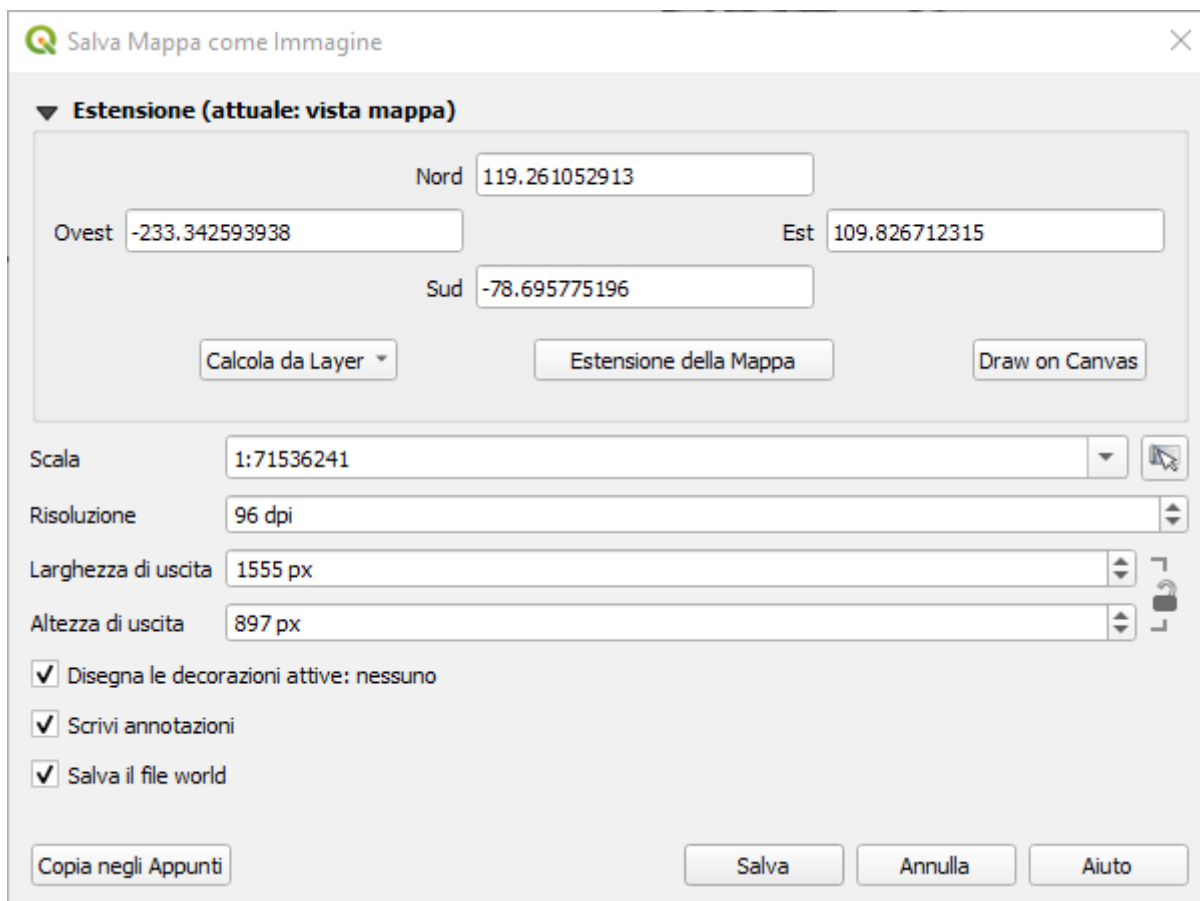 Salva Mappa come Immagine
Estensione (attuale: vista mappa)
Nord 119.261052913
Ovest -233.342593938 Est 109.826712315
Sud -78.695775196
Calcola da Layer Estensione della Mappa Draw on Canvas
Scala 1:71536241
Risoluzione 96 dpi
Larghezza di uscita 1555 px
Altezza di uscita 897 px
Disegna le decorazioni attive: nessuno
Scrivi annotazioni
Salva il file world
Copia negli Appunti Salva Annulla Aiuto